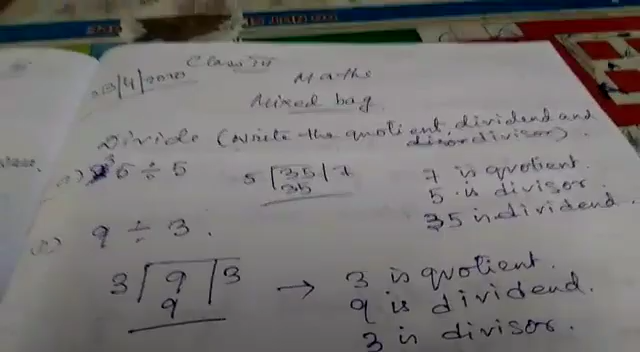 Class IV
Maths
Mixed bag
Divide (Write the quotient, dividend and
divisor).
35 ÷ 5
5 35 7
35
7 is quotient.
5 is divisor.
35 is dividend.
9 ÷ 3.
3 9 3
9
→ 3 is quotient.
9 is dividend.
3 is divisor.